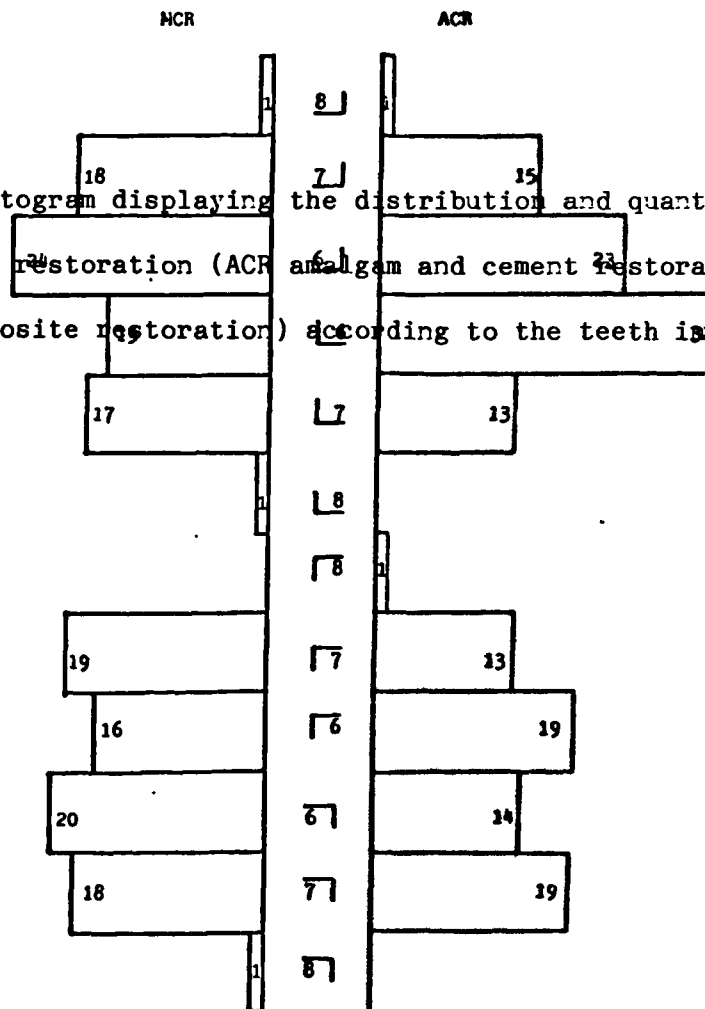 NCR ACR
1 8⏌ 1
18 7⏌ 15
togram displaying the distribution and quant
24 6⏌ 23
restoration (ACR amalgam and cement restora
osite restoration) according to the teeth
17 ⎿7 13
1 ⎿8
⎾8 1
19 ⎾7 13
16 ⎾6 19
20 6⏋ 14
18 7⏋ 19
1 8⏋